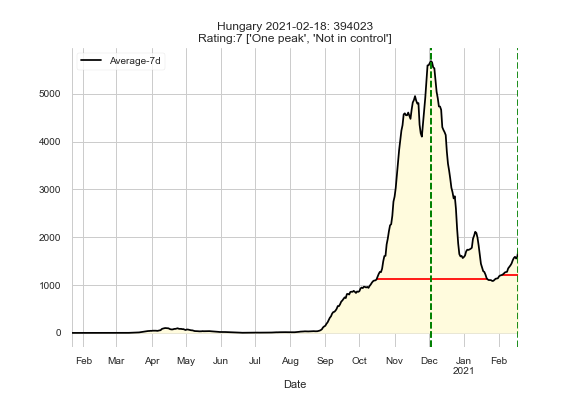 Hungary 2021-02-18: 394023
Rating:7 ['One peak', 'Not in control']
Average-7d
5000
4000
3000
2000
1000
0
Feb Mar Apr May Jun Jul Aug Sep Oct Nov Dec Jan Feb
2021
Date